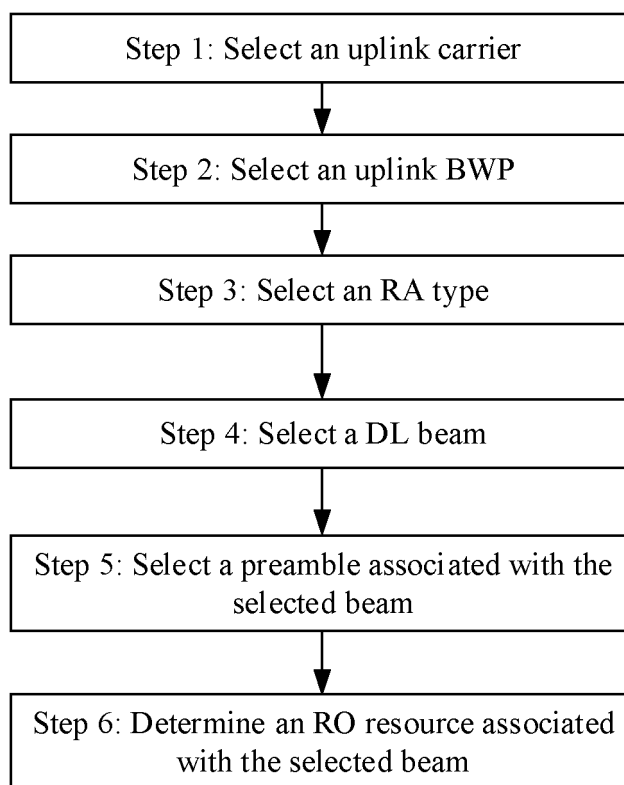 Step 1: Select an uplink carrier
Step 2: Select an uplink BWP
Step 3: Select an RA type
Step 4: Select a DL beam
Step 5: Select a preamble associated with the
selected beam
Step 6: Determine an RO resource associated
with the selected beam